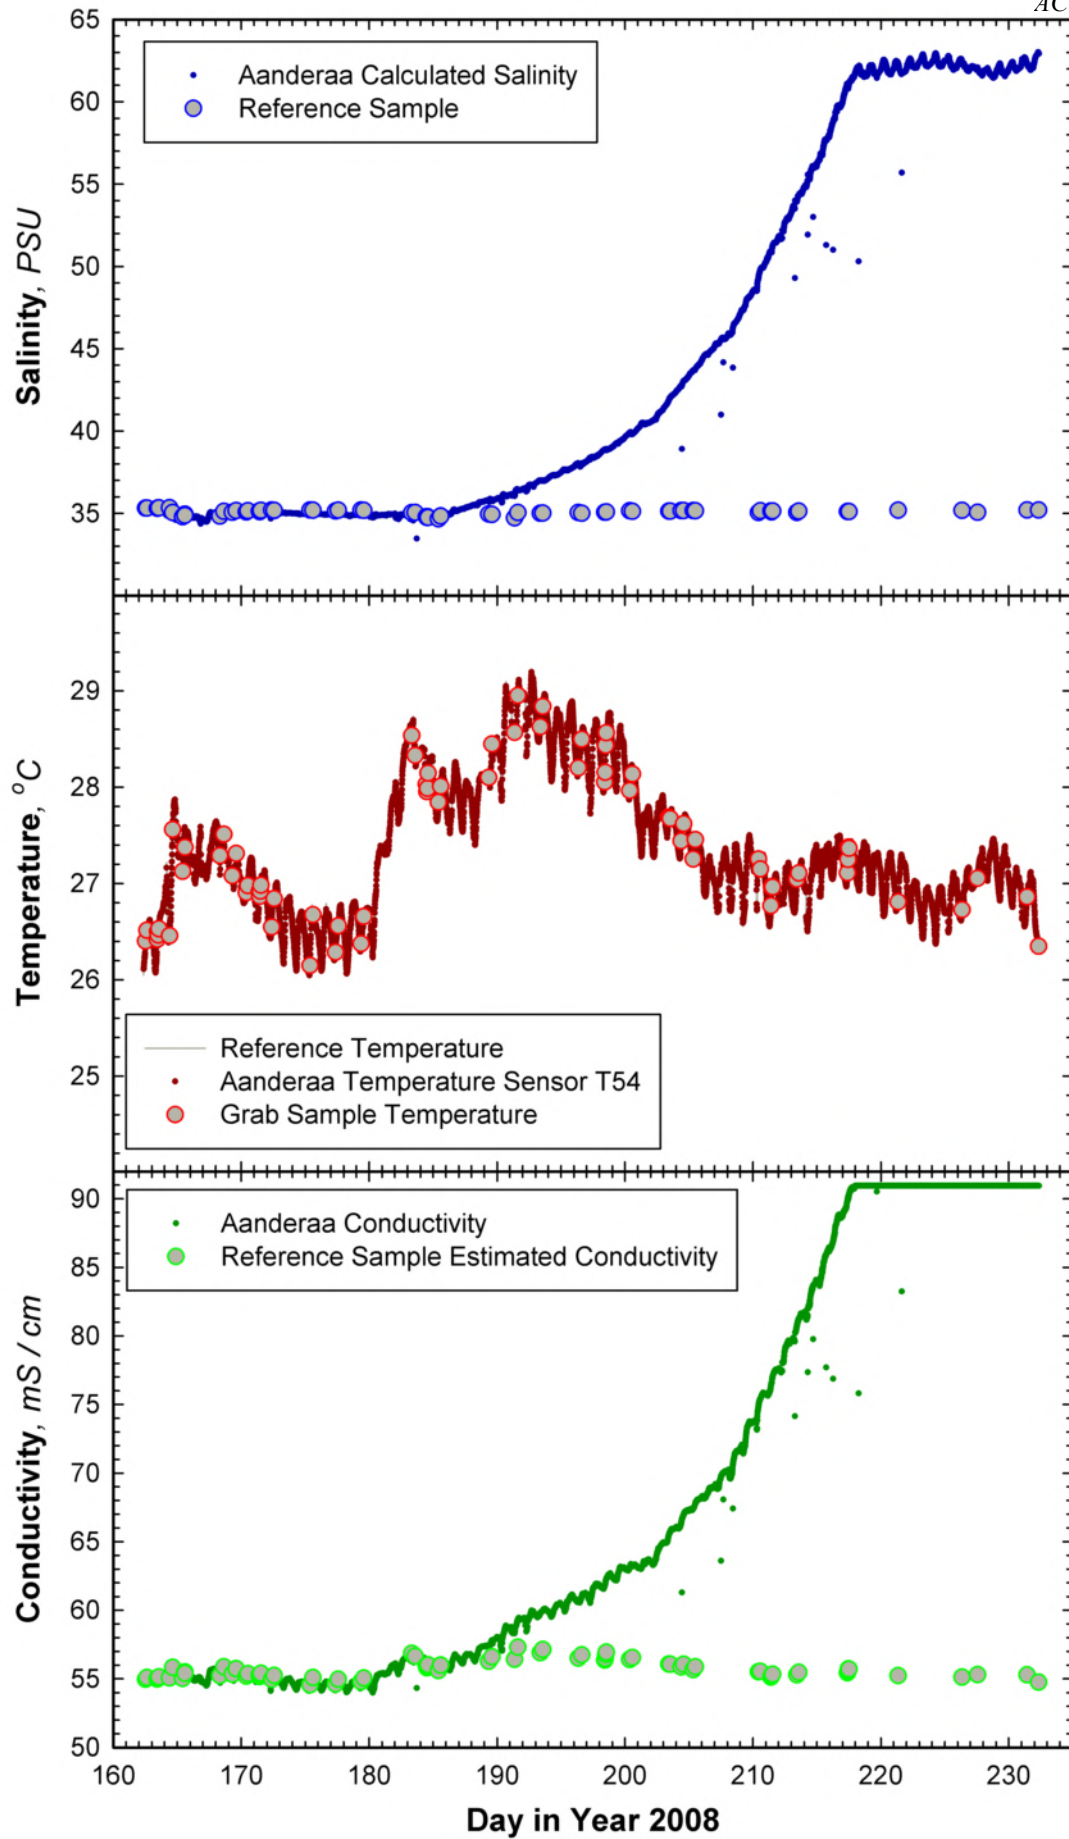 AC
65
Aanderaa Calculated Salinity
Reference Sample
60
55
50
45
40
35
Salinity, PSU
29
28
27
26
25
Temperature, °C
Reference Temperature
Aanderaa Temperature Sensor T54
Grab Sample Temperature
90
Aanderaa Conductivity
Reference Sample Estimated Conductivity
85
80
75
70
65
60
55
50
Conductivity, mS / cm
160 170 180 190 200 210 220 230
Day in Year 2008